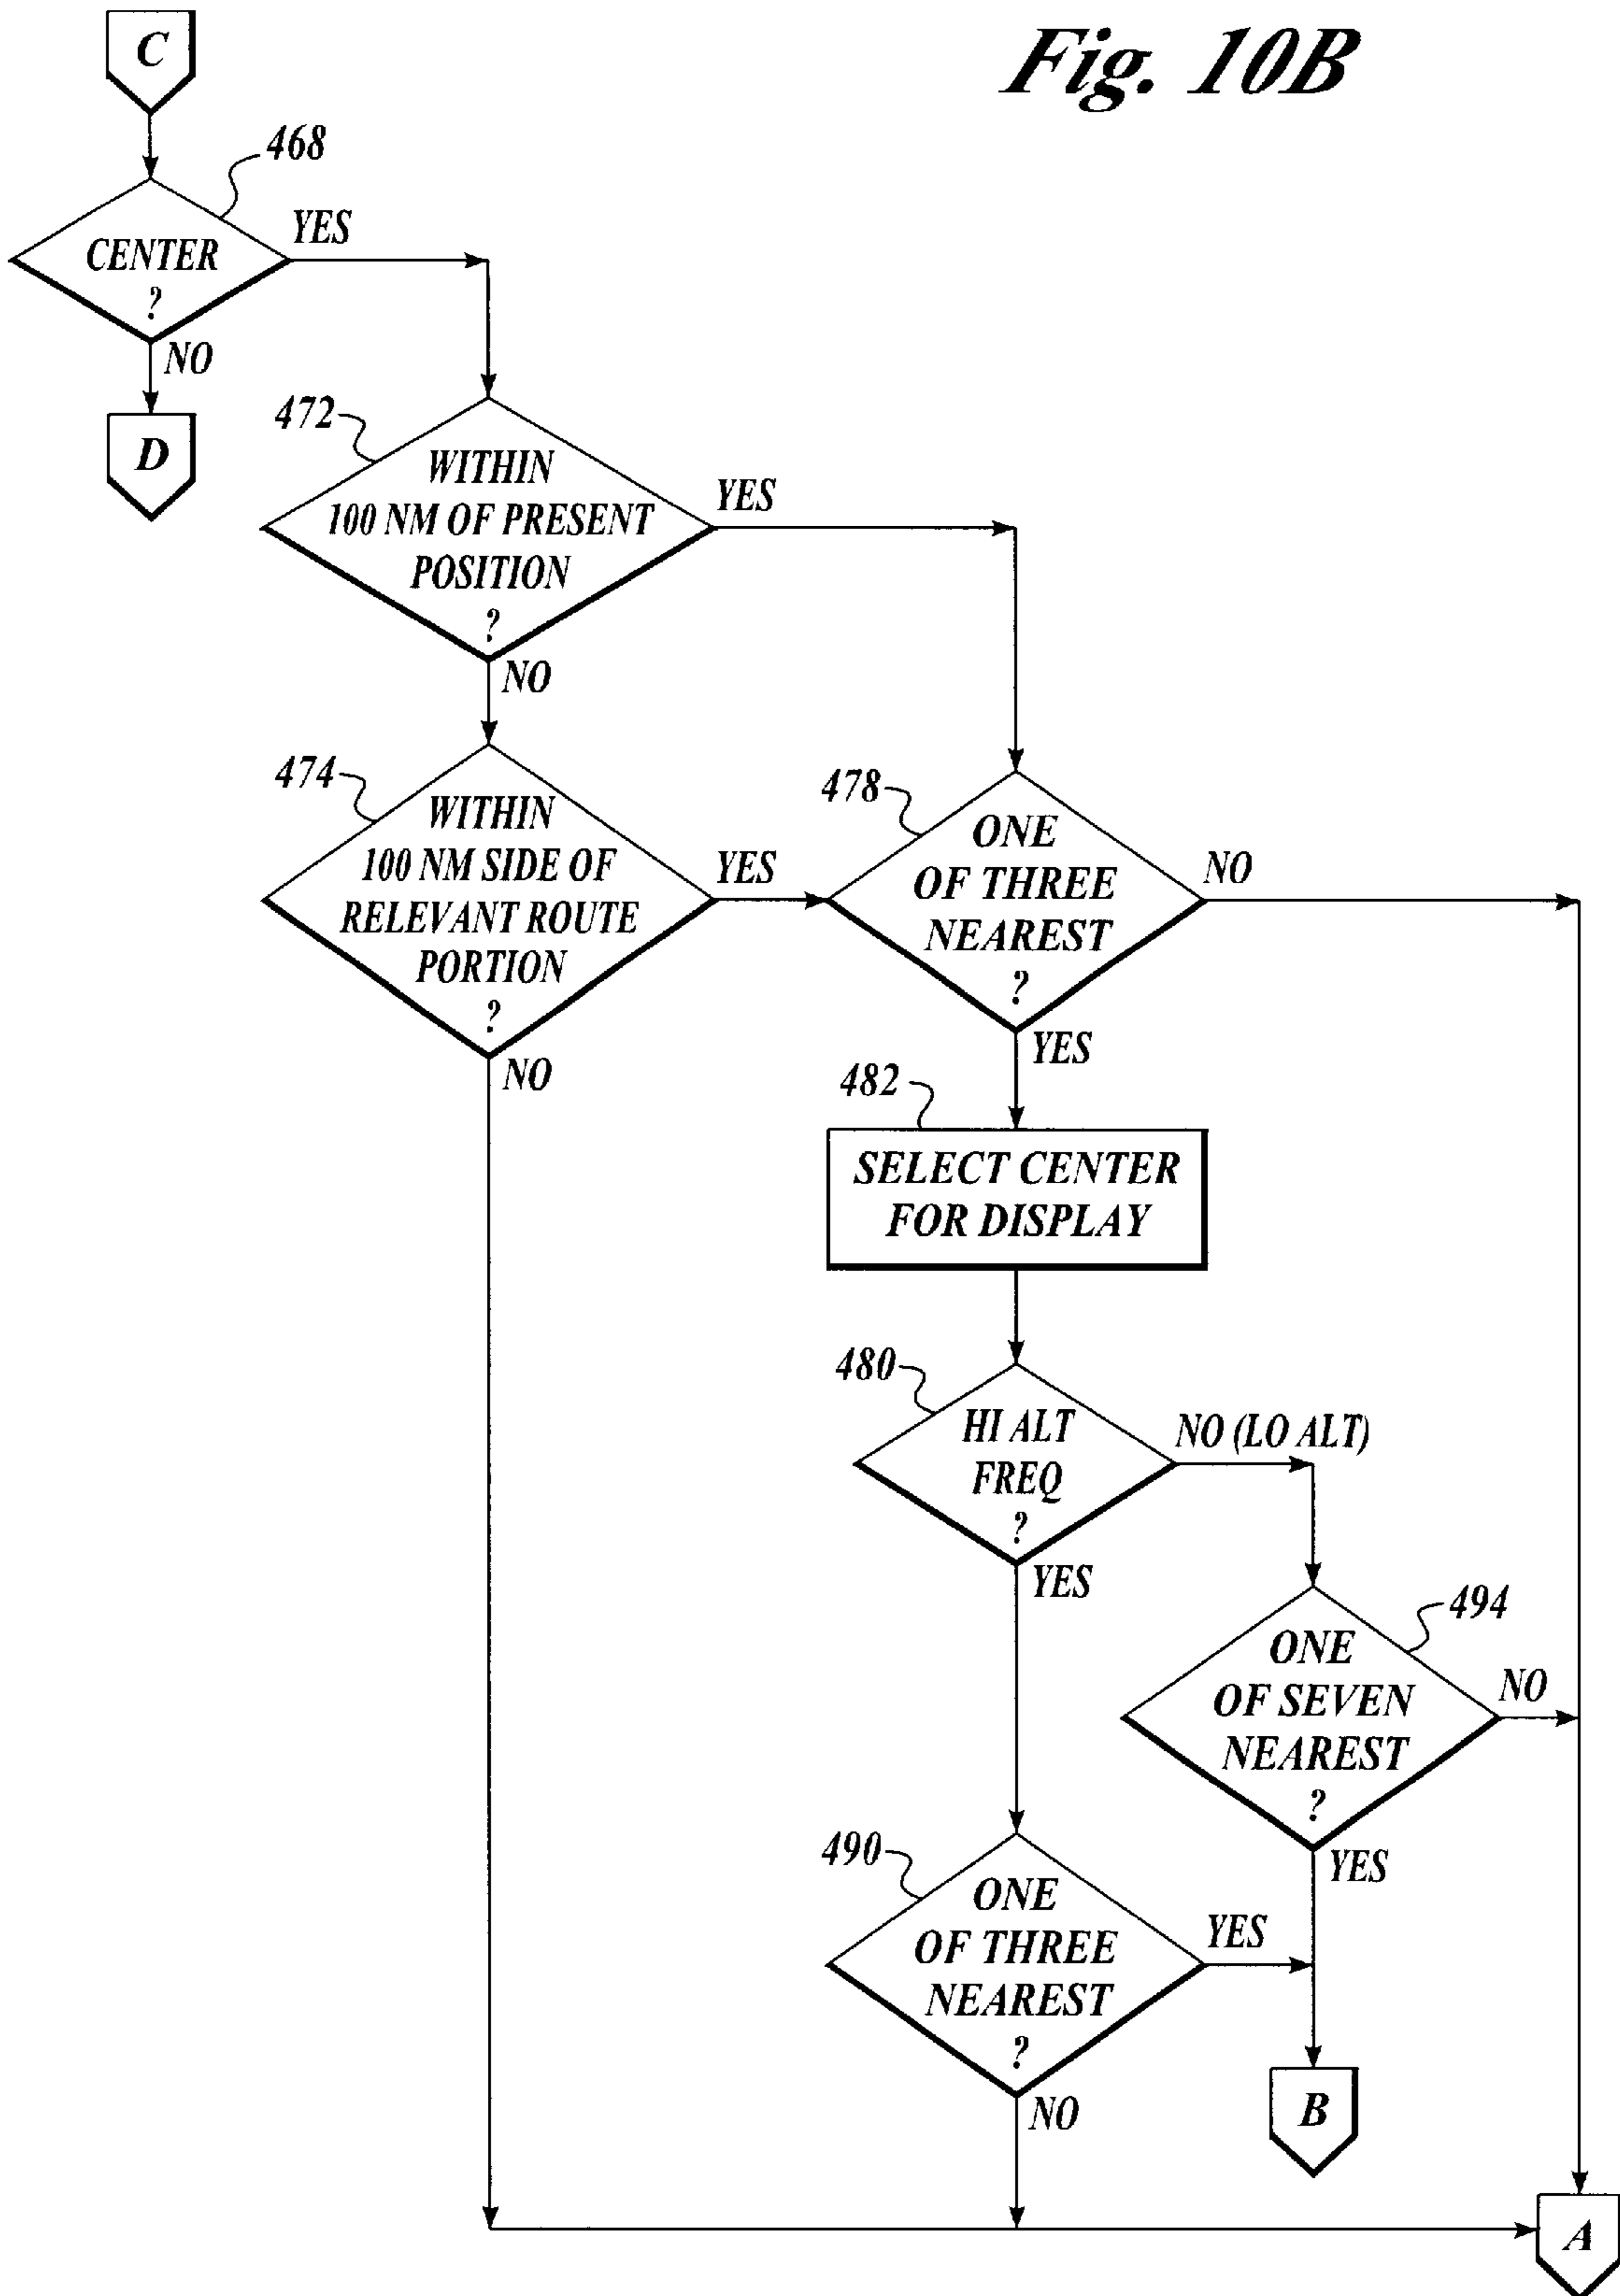 Fig. 10B
C
468
CENTER
?
YES
NO
D
472
WITHIN
100 NM OF PRESENT
POSITION
?
YES
NO
474
WITHIN
100 NM SIDE OF
RELEVANT ROUTE
PORTION
?
YES
NO
478
ONE
OF THREE
NEAREST
?
NO
YES
482
SELECT CENTER
FOR DISPLAY
480
HI ALT
FREQ
?
NO (LO ALT)
YES
494
ONE
OF SEVEN
NEAREST
?
NO
YES
490
ONE
OF THREE
NEAREST
?
YES
NO
B
A